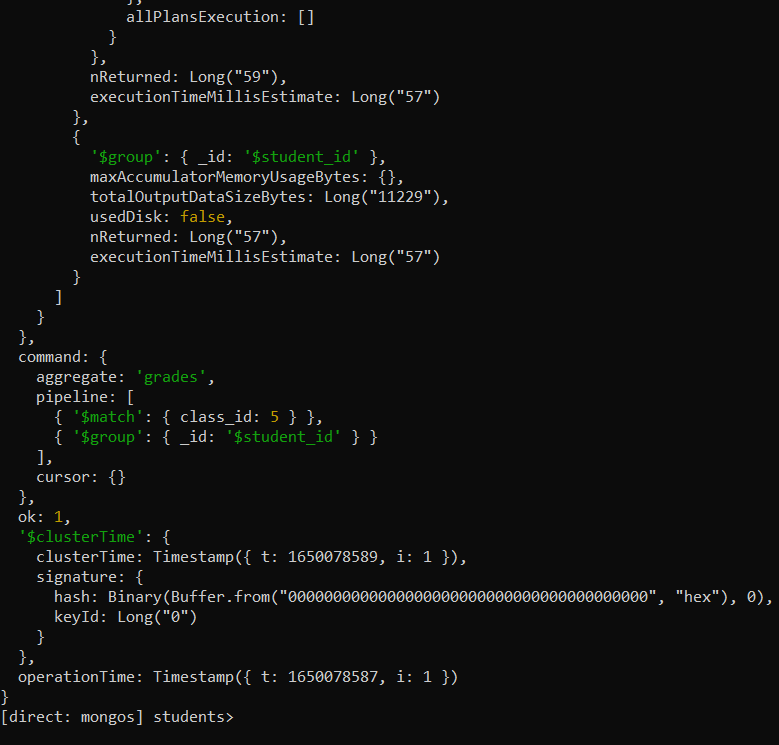 },
allPlansExecution: []
}
},
nReturned: Long("59"),
executionTimeMillisEstimate: Long("57")
},
{
'$group': { _id: '$student_id' },
maxAccumulatorMemoryUsageBytes: {},
totalOutputDataSizeBytes: Long("11229"),
usedDisk: false,
nReturned: Long("57"),
executionTimeMillisEstimate: Long("57")
}
]
}
},
command: {
aggregate: 'grades',
pipeline: [
{ '$match': { class_id: 5 } },
{ '$group': { _id: '$student_id' } }
],
cursor: {}
},
ok: 1,
'$clusterTime': {
clusterTime: Timestamp({ t: 1650078589, i: 1 }),
signature: {
hash: Binary(Buffer.from("0000000000000000000000000000000000000000", "hex"), 0),
keyId: Long("0")
}
},
operationTime: Timestamp({ t: 1650078587, i: 1 })
}
[direct: mongos] students>